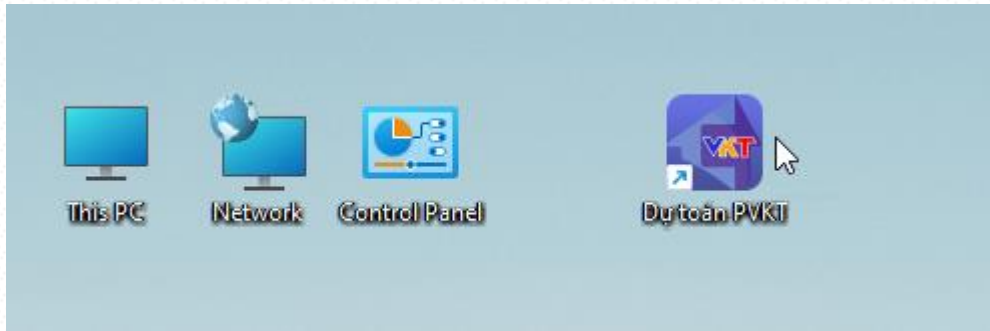 VKT
This PC
Network
Control Panel
Dự toán PVKT